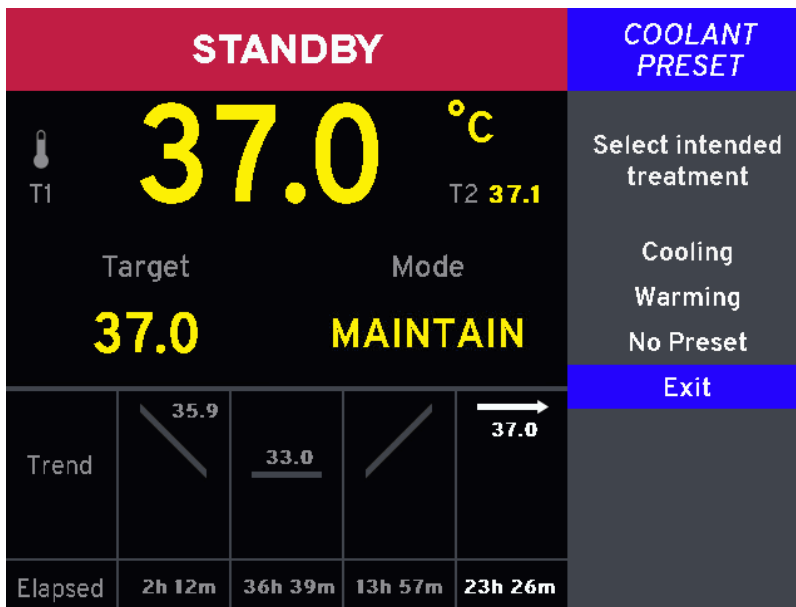 STANDBY
COOLANT
PRESET
37.0 °C
T1
T2 37.1
Target
Mode
37.0
MAINTAIN
Select intended
treatment
Cooling
Warming
No Preset
Exit
Trend
35.9
33.0
37.0
Elapsed
2h 12m
36h 39m
13h 57m
23h 26m